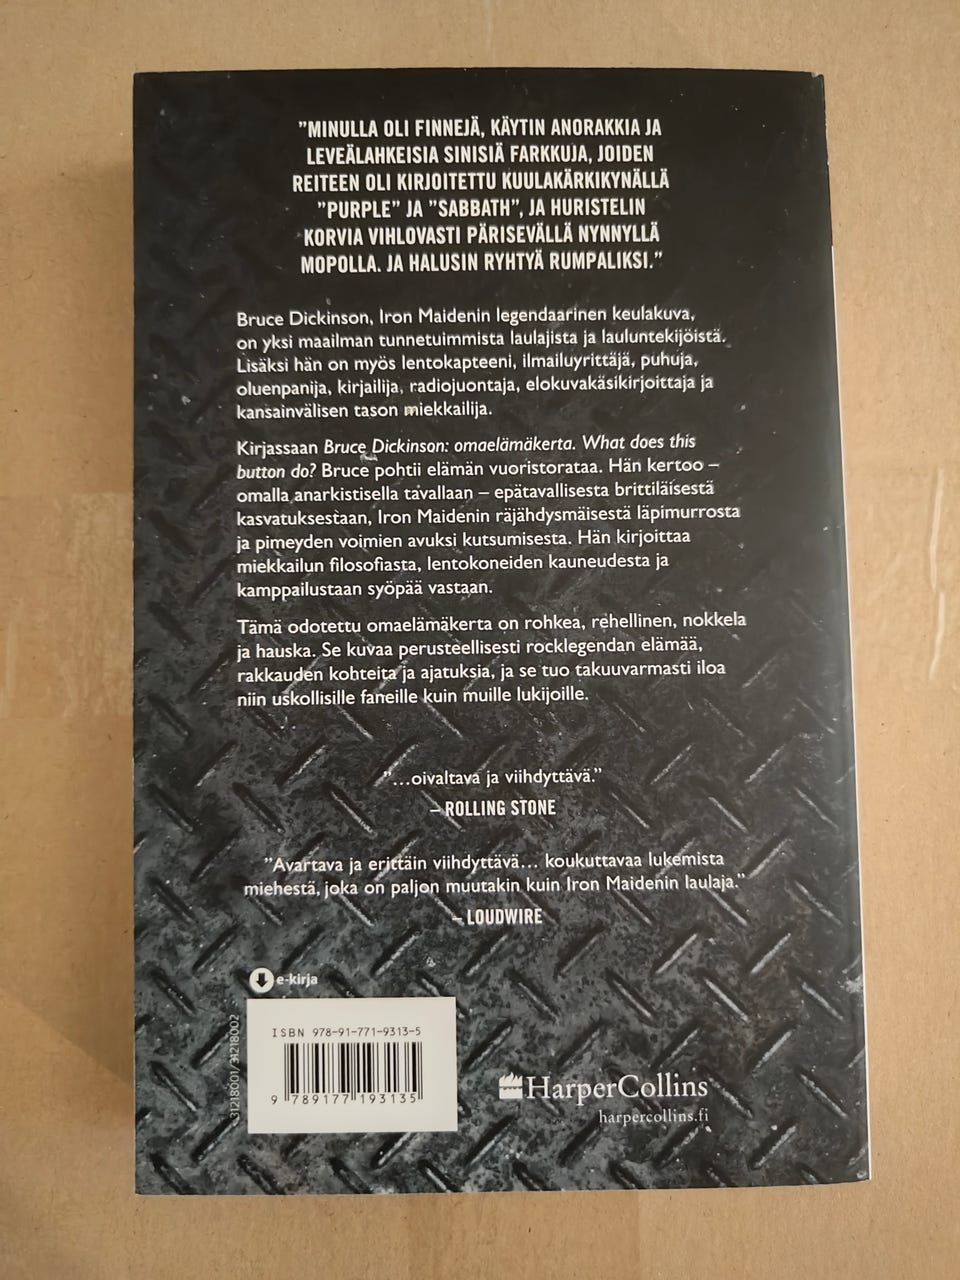 ”MINULLA OLI FINNEJÄ, KÄYTIN ANORAKKIA JA
LEVEÄLAHKEISIA SINISIÄ FARKKUJA, JOIDEN
REITEEN OLI KIRJOITETTU KUULAKÄRKIKYNÄLLÄ
”PURPLE” JA ”SABBATH”, JA HURISTELIN
KORVIA VIHLOVASTI PÄRISEVÄLLÄ NYNNYLLÄ
MOPOLLA. JA HALUSIN RYHTYÄ RUMPALIKSI.”
Bruce Dickinson, Iron Maidenin legendaarinen keulakuva,
on yksi maailman tunnetuimmista laulajista ja lauluntekijöistä.
Lisäksi hän on myös lentokapteeni, ilmailuyrittäjä, puhuja,
oluenpanija, kirjailija, radiojuontaja, elokuvakäsikirjoittaja ja
kansainvälisen tason miekkailija.
Kirjassaan Bruce Dickinson: omaelämäkerta. What does this
button do? Bruce pohtii elämän vuoristorataa. Hän kertoo –
omalla anarkistisella tavallaan – epätavallisesta brittiläisestä
kasvatuksestaan, Iron Maidenin räjähdysmäisestä läpimurrosta
ja pimeyden voimien avuksi kutsumisesta. Hän kirjoittaa
miekkailun filosofiasta, lentokoneiden kauneudesta ja
kamppailustaan syöpää vastaan.
Tämä odotettu omaelämäkerta on rohkea, rehellinen, nokkela
ja hauska. Se kuvaa perusteellisesti rocklegendan elämää,
rakkauden kohteita ja ajatuksia, ja se tuo takuuvarmasti iloa
niin uskollisille faneille kuin muille lukijoille.
”…oivaltava ja viihdyttävä.”
– ROLLING STONE
”Avartava ja erittäin viihdyttävä… koukuttavaa lukemista
miehestä, joka on paljon muutakin kuin Iron Maidenin laulaja.”
– LOUDWIRE
e-kirja
31218001/31218002
ISBN 978-91-771-9313-5
9 789177 193135
HarperCollins
harpercollins.fi